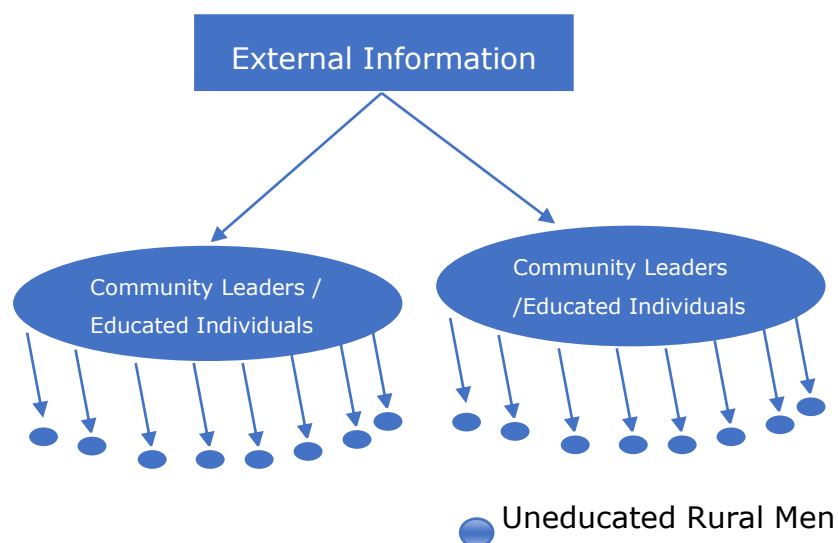 External Information
Community Leaders /
Educated Individuals
Community Leaders
/Educated Individuals
Uneducated Rural Men